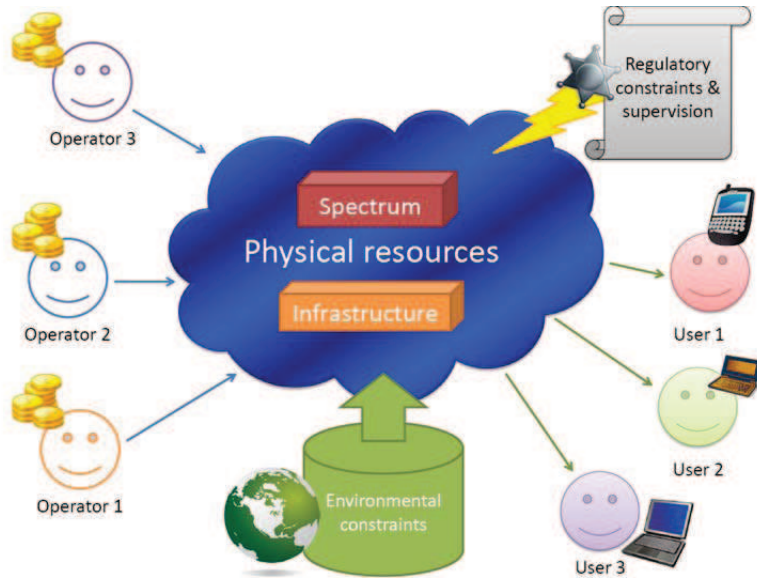 Regulatory
constraints &
supervision
Operator 3
Spectrum
Physical resources
Infrastructure
Operator 2
User 1
Operator 1
Environmental
constraints
User 2
User 3